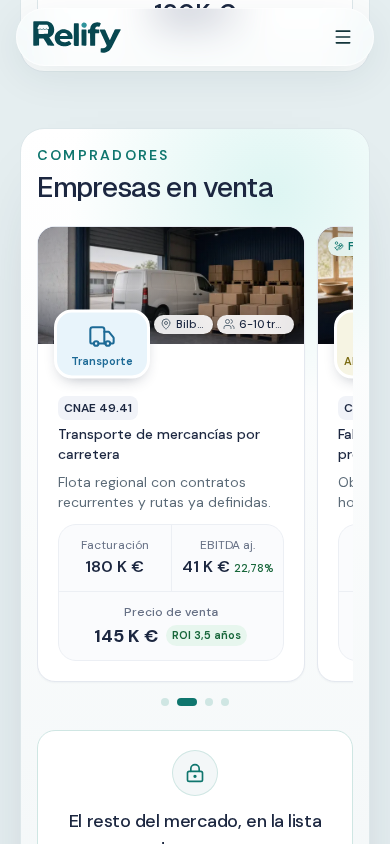 Relify
COMPRADORES
Empresas en venta
Bilb...
6-10 tr...
Transporte
CNAE 49.41
Transporte de mercancías por
carretera
Flota regional con contratos
recurrentes y rutas ya definidas.
Facturación
180 K €
EBITDA aj.
41 K € 22,78%
Precio de venta
145 K € ROI 3,5 años
El resto del mercado, en la lista